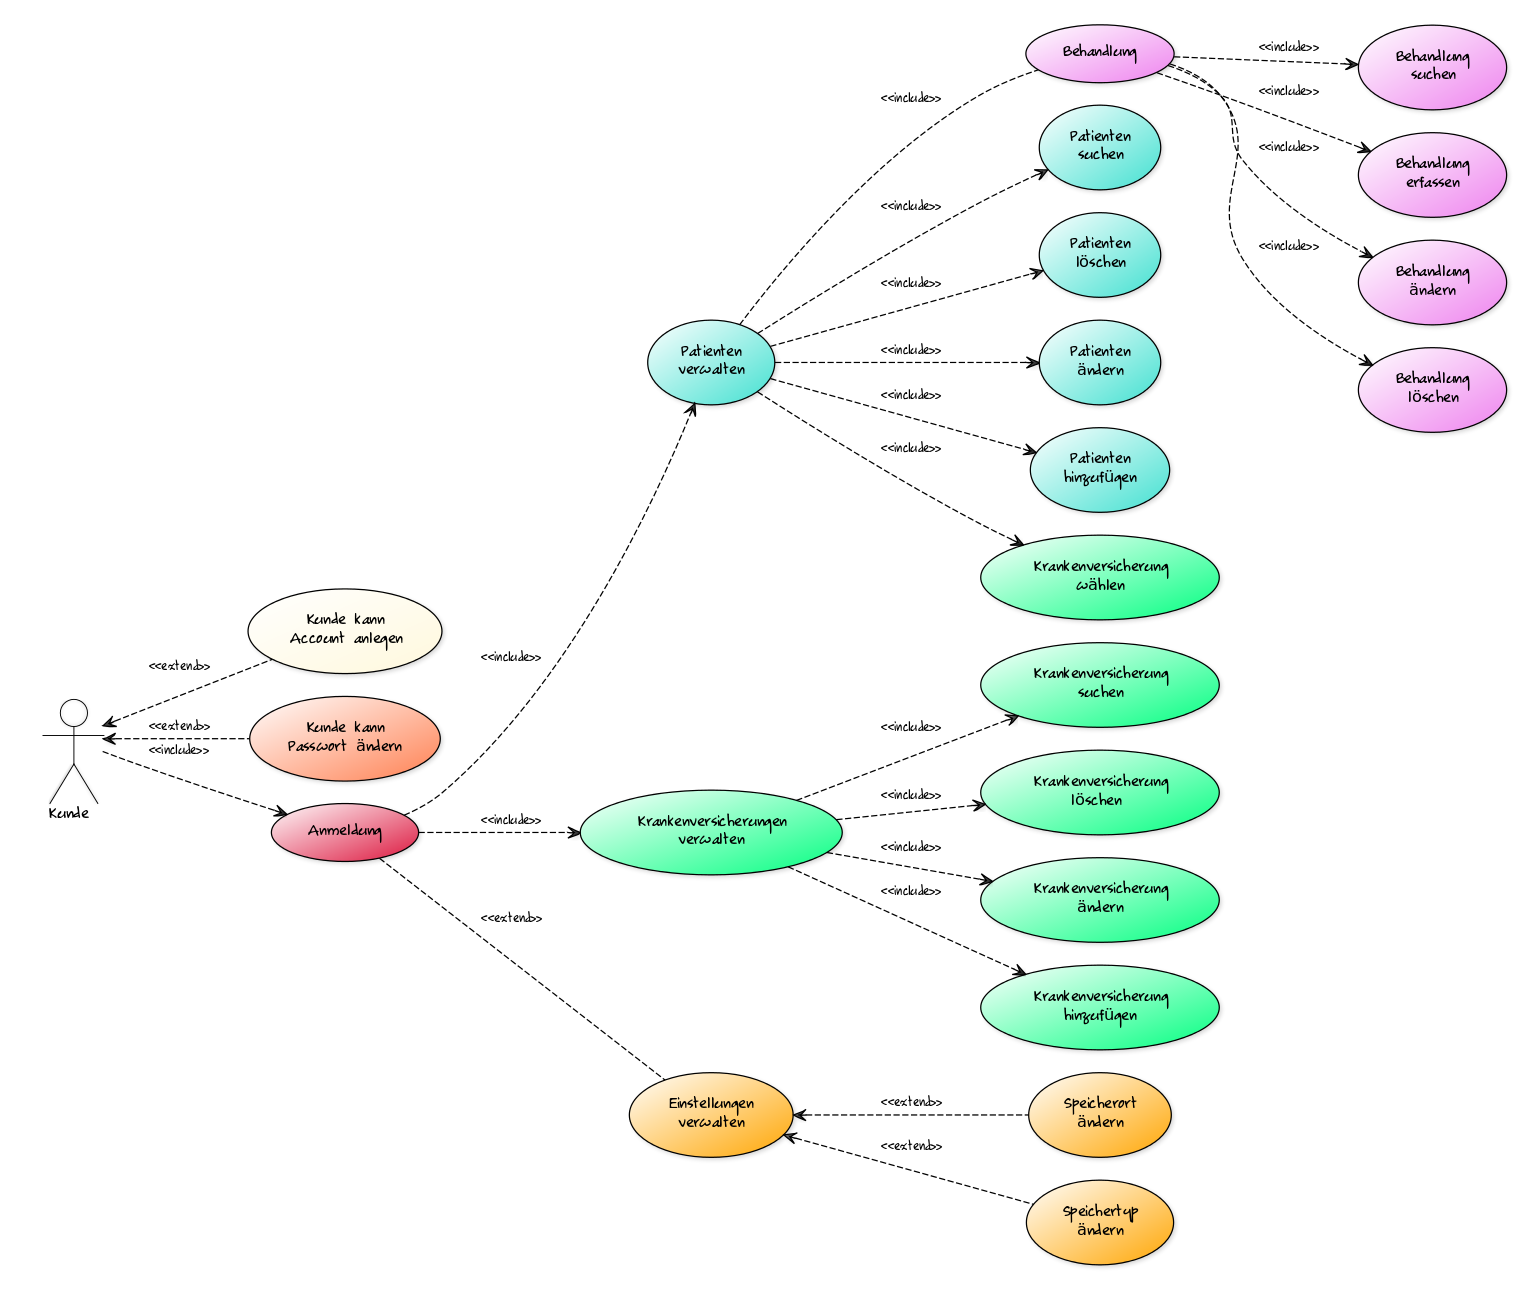 Behandlung
<<include>>
Behandlung
suchen
<<include>>
<<include>>
Patienten
suchen
<<include>>
Behandlung
erfassen
<<include>>
Patienten
löschen
<<include>>
Behandlung
ändern
<<include>>
Patienten
verwalten
<<include>>
Patienten
ändern
Behandlung
löschen
<<include>>
Patienten
hinzufügen
<<include>>
Krankenversicherung
wählen
Kunde kann
Account anlegen
<<extend>>
<<include>>
Krankenversicherung
suchen
Kunde kann
Passwort ändern
<<extend>>
<<include>>
<<include>>
Krankenversicherung
löschen
<<include>>
Kunde
Anmeldung
<<include>>
Krankenversicherungen
verwalten
<<include>>
Krankenversicherung
ändern
<<include>>
<<extend>>
Krankenversicherung
hinzufügen
Einstellungen
verwalten
<<extend>>
Speicherort
ändern
<<extend>>
Speichertyp
ändern